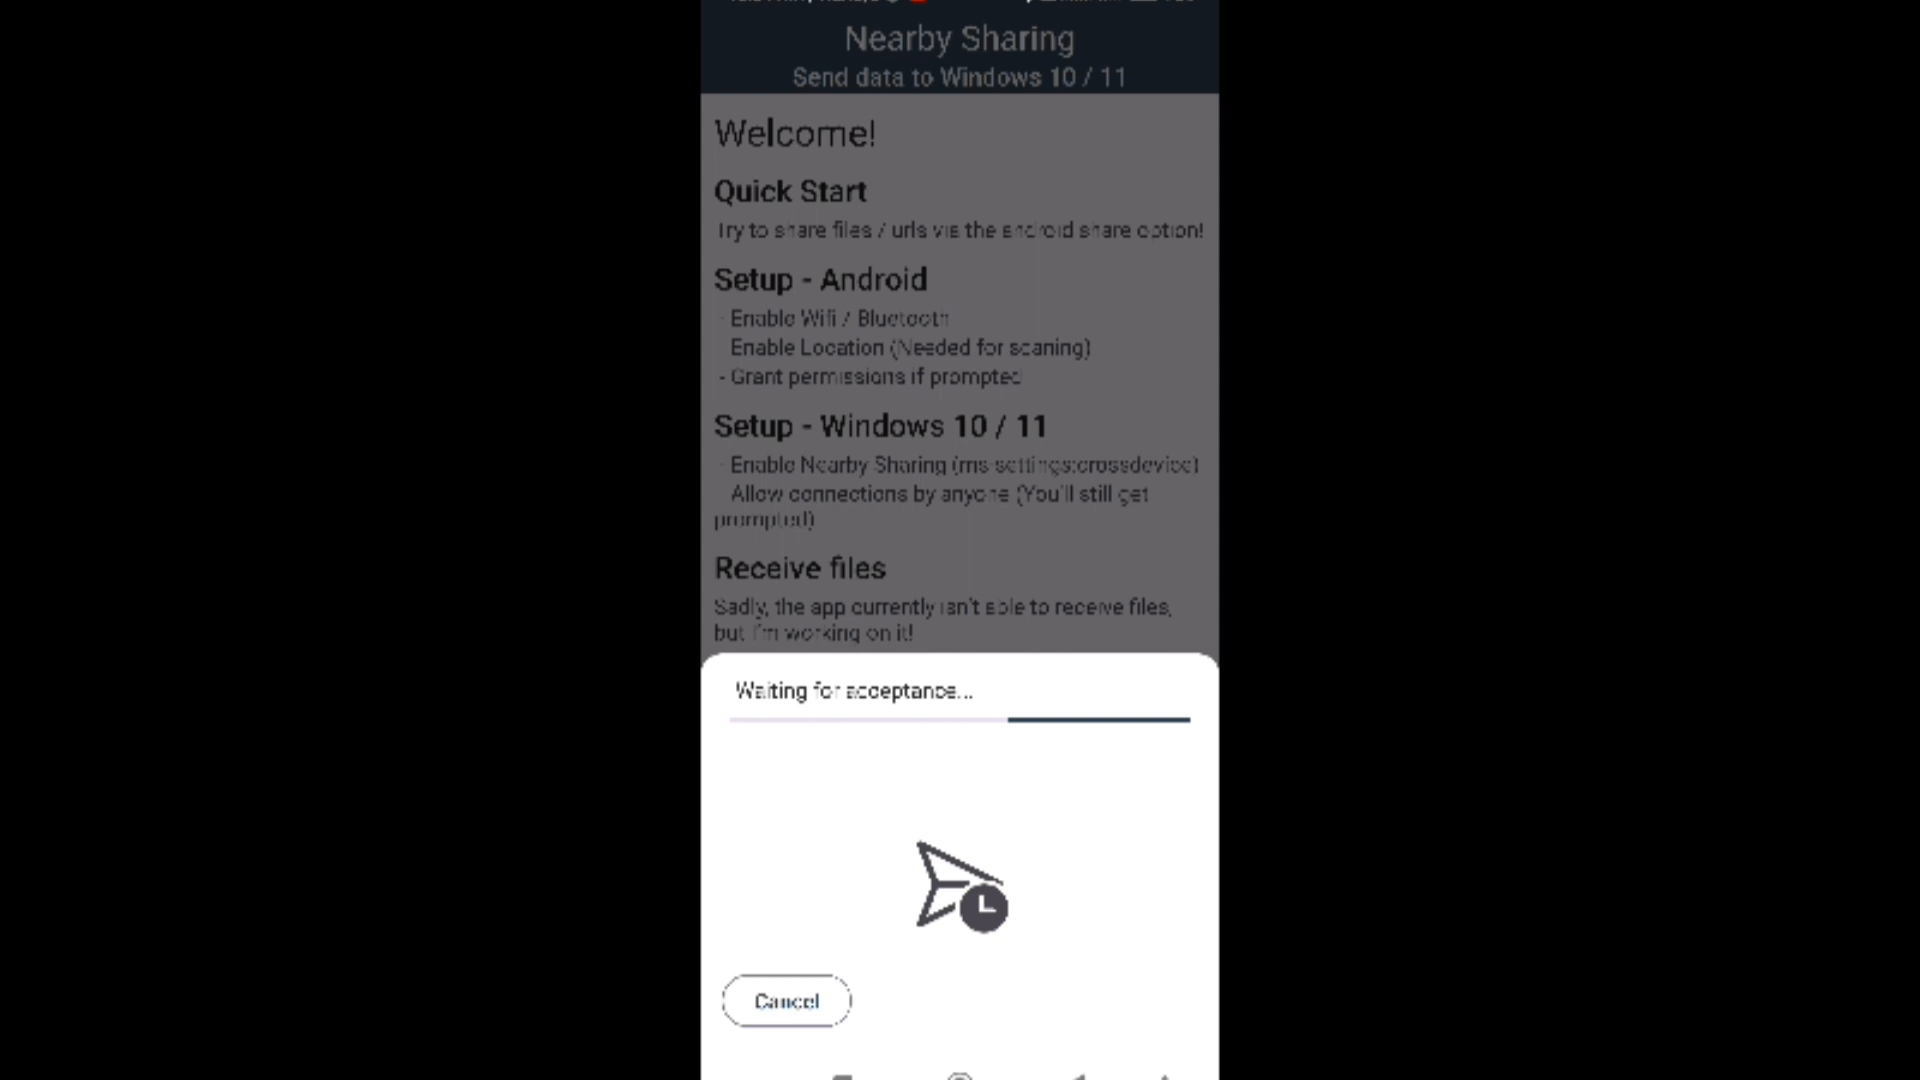 Nearby Sharing
Send data to Windows 10 / 11
Welcome!
Quick Start
Try to share files / urls via the android share option!
Setup - Android
- Enable Wifi / Bluetooth
Enable Location (Needed for scaning)
- Grant permissions if prompted
Setup - Windows 10 / 11
- Enable Nearby Sharing (ms-settings:crossdevice)
Allow connections by anyone (You'll still get
prompted)
Receive files
Sadly, the app currently isn't able to receive files,
but I'm working on it!
Waiting for acceptance...
Cancel